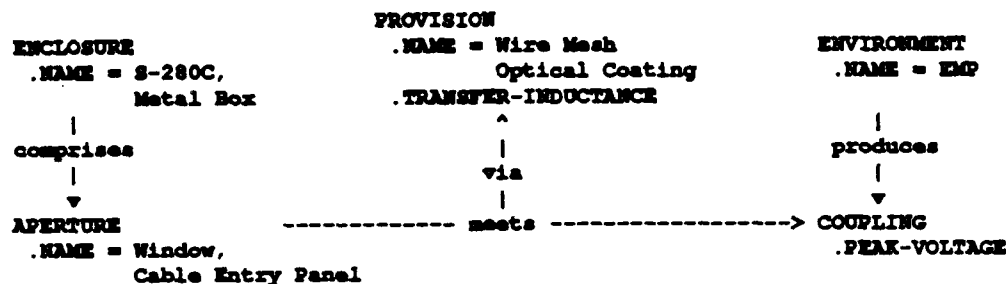 PROVISION
ENCLOSURE .NAME = Wire Mesh ENVIRONMENT
.NAME = S-280C, Optical Coating .NAME = EMP
Metal Box .TRANSFER-INDUCTANCE
comprises produces
via
APERTURE meets COUPLING
.NAME = Window, .PEAK-VOLTAGE
Cable Entry Panel